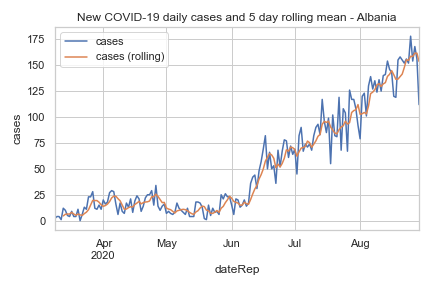 New COVID-19 daily cases and 5 day rolling mean - Albania
cases
cases (rolling)
175
150
125
100
75
50
25
0
cases
Apr
2020
May
Jun
Jul
Aug
dateRep